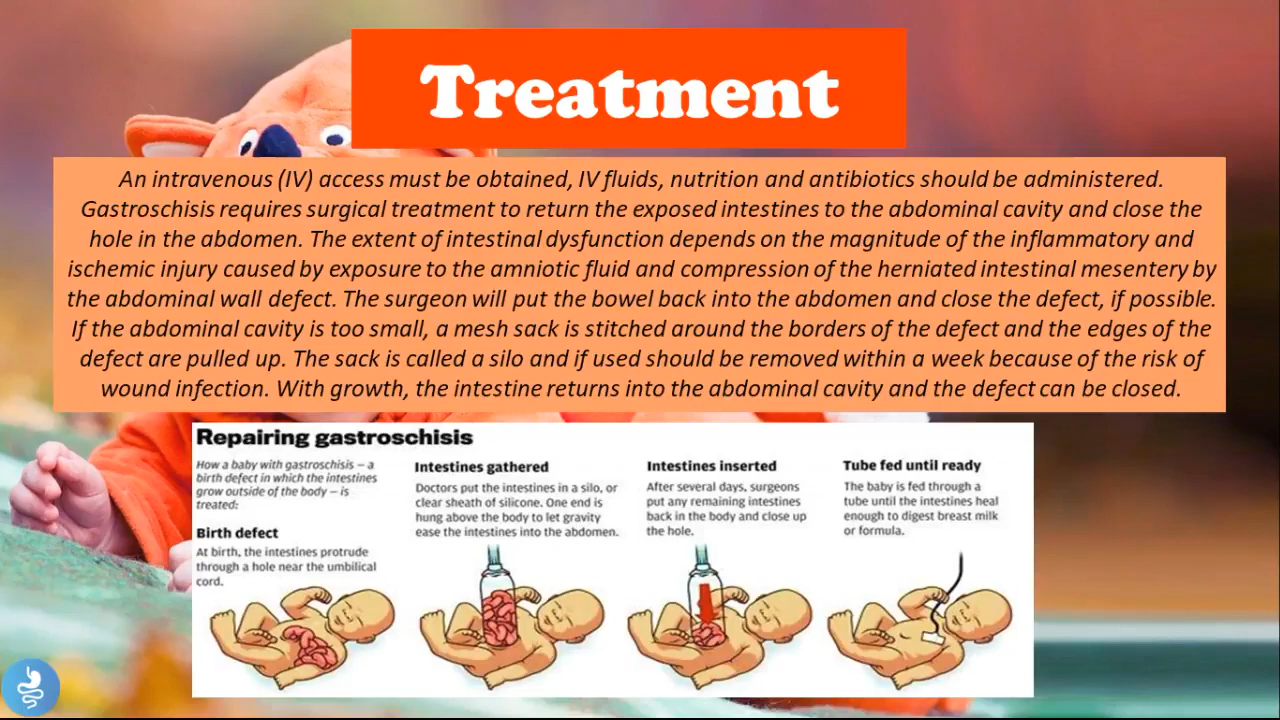 Treatment
An intravenous (IV) access must be obtained, IV fluids, nutrition and antibiotics should be administered.
Gastroschisis requires surgical treatment to return the exposed intestines to the abdominal cavity and close the
hole in the abdomen. The extent of intestinal dysfunction depends on the magnitude of the inflammatory and
ischemic injury caused by exposure to the amniotic fluid and compression of the herniated intestinal mesentery by
the abdominal wall defect. The surgeon will put the bowel back into the abdomen and close the defect, if possible.
If the abdominal cavity is too small, a mesh sack is stitched around the borders of the defect and the edges of the
defect are pulled up. The sack is called a silo and if used should be removed within a week because of the risk of
wound infection. With growth, the intestine returns into the abdominal cavity and the defect can be closed.
Repairing gastroschisis
How a baby with gastroschisis – a
birth defect in which the intestines
grow outside of the body – is
treated:
Birth defect
At birth, the intestines protrude
through a hole near the umbilical
cord.
Intestines gathered
Doctors put the intestines in a silo, or
clear sheath of silicone. One end is
hung above the body to let gravity
ease the intestines into the abdomen.
Intestines inserted
After several days, surgeons
put any remaining intestines
back in the body and close up
the hole.
Tube fed until ready
The baby is fed through a
tube until the intestines heal
enough to digest breast milk
or formula.